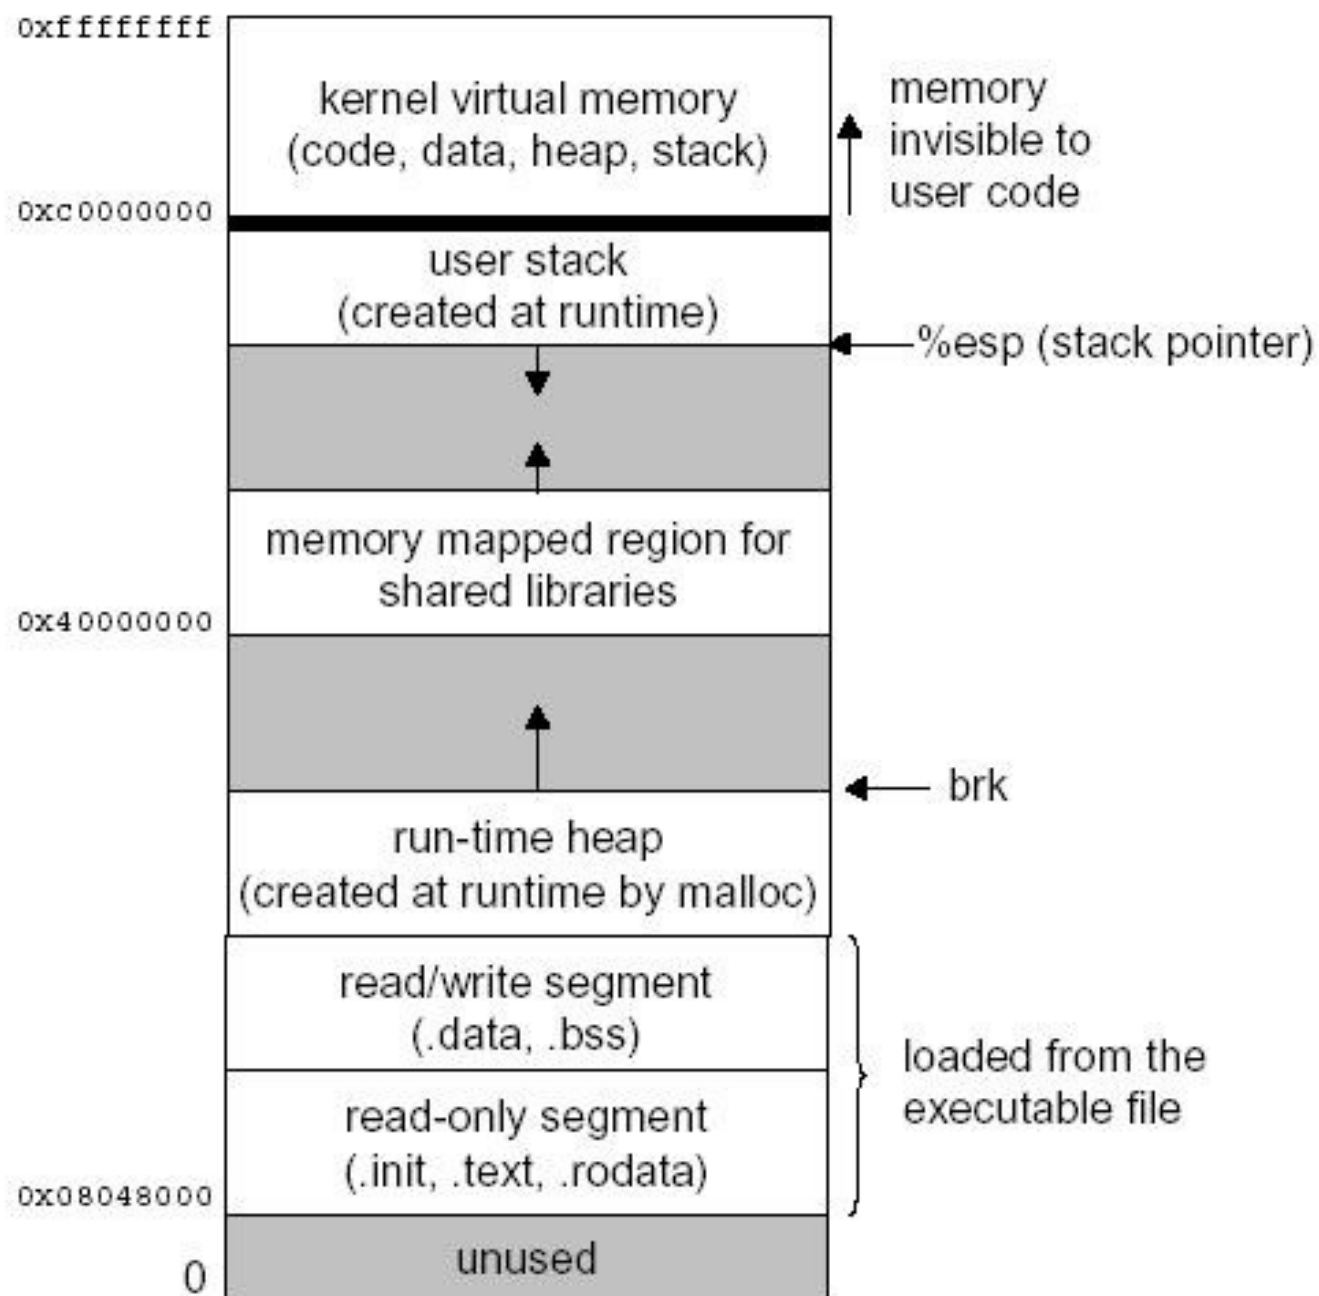 0xffffffff
kernel virtual memory
(code, data, heap, stack)
memory
invisible to
user code
0xc0000000
user stack
(created at runtime)
%esp (stack pointer)
memory mapped region for
shared libraries
0x40000000
brk
run-time heap
(created at runtime by malloc)
read/write segment
(.data, .bss)
loaded from the
executable file
read-only segment
(.init, .text, .rodata)
0x08048000
unused
0